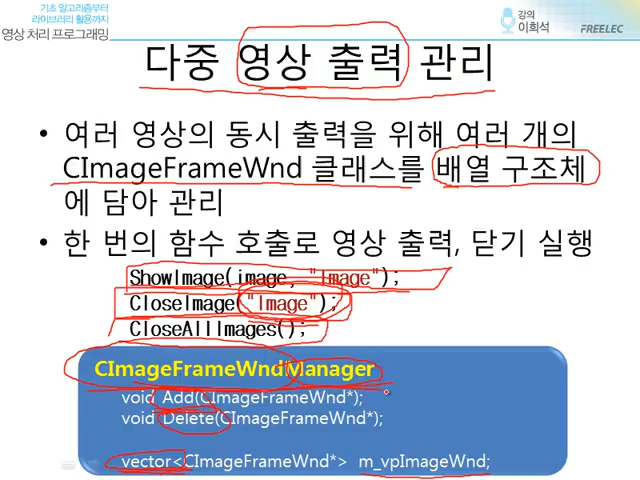 기초 알고리즘부터
라이브러리 활용까지
영상 처리 프로그래밍
강의
이희석
FREELEC
다중 영상 출력 관리
• 여러 영상의 동시 출력을 위해 여러 개의
CImageFrameWnd 클래스를 배열 구조체
에 담아 관리
• 한 번의 함수 호출로 영상 출력, 닫기 실행
ShowImage(image, "Image");
CloseImage("Image");
CloseAllImages();
CImageFrameWndManager
void Add(CImageFrameWnd*);
void Delete(CImageFrameWnd*);
vector<CImageFrameWnd*> m_vpImageWnd;